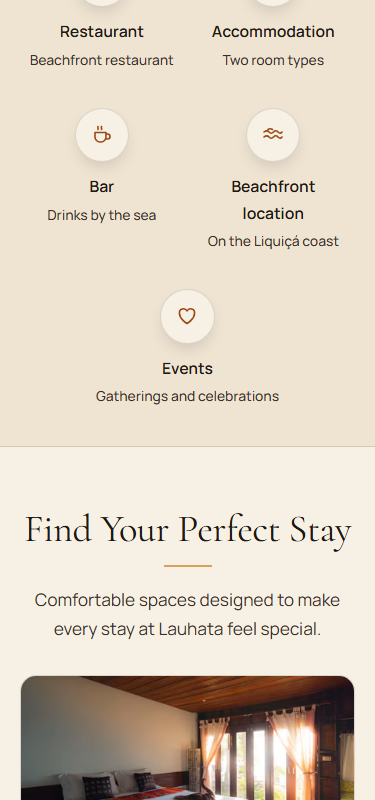 Restaurant
Beachfront restaurant
Accommodation
Two room types
Bar
Drinks by the sea
Beachfront
location
On the Liquiçá coast
Events
Gatherings and celebrations
Find Your Perfect Stay
Comfortable spaces designed to make
every stay at Lauhata feel special.